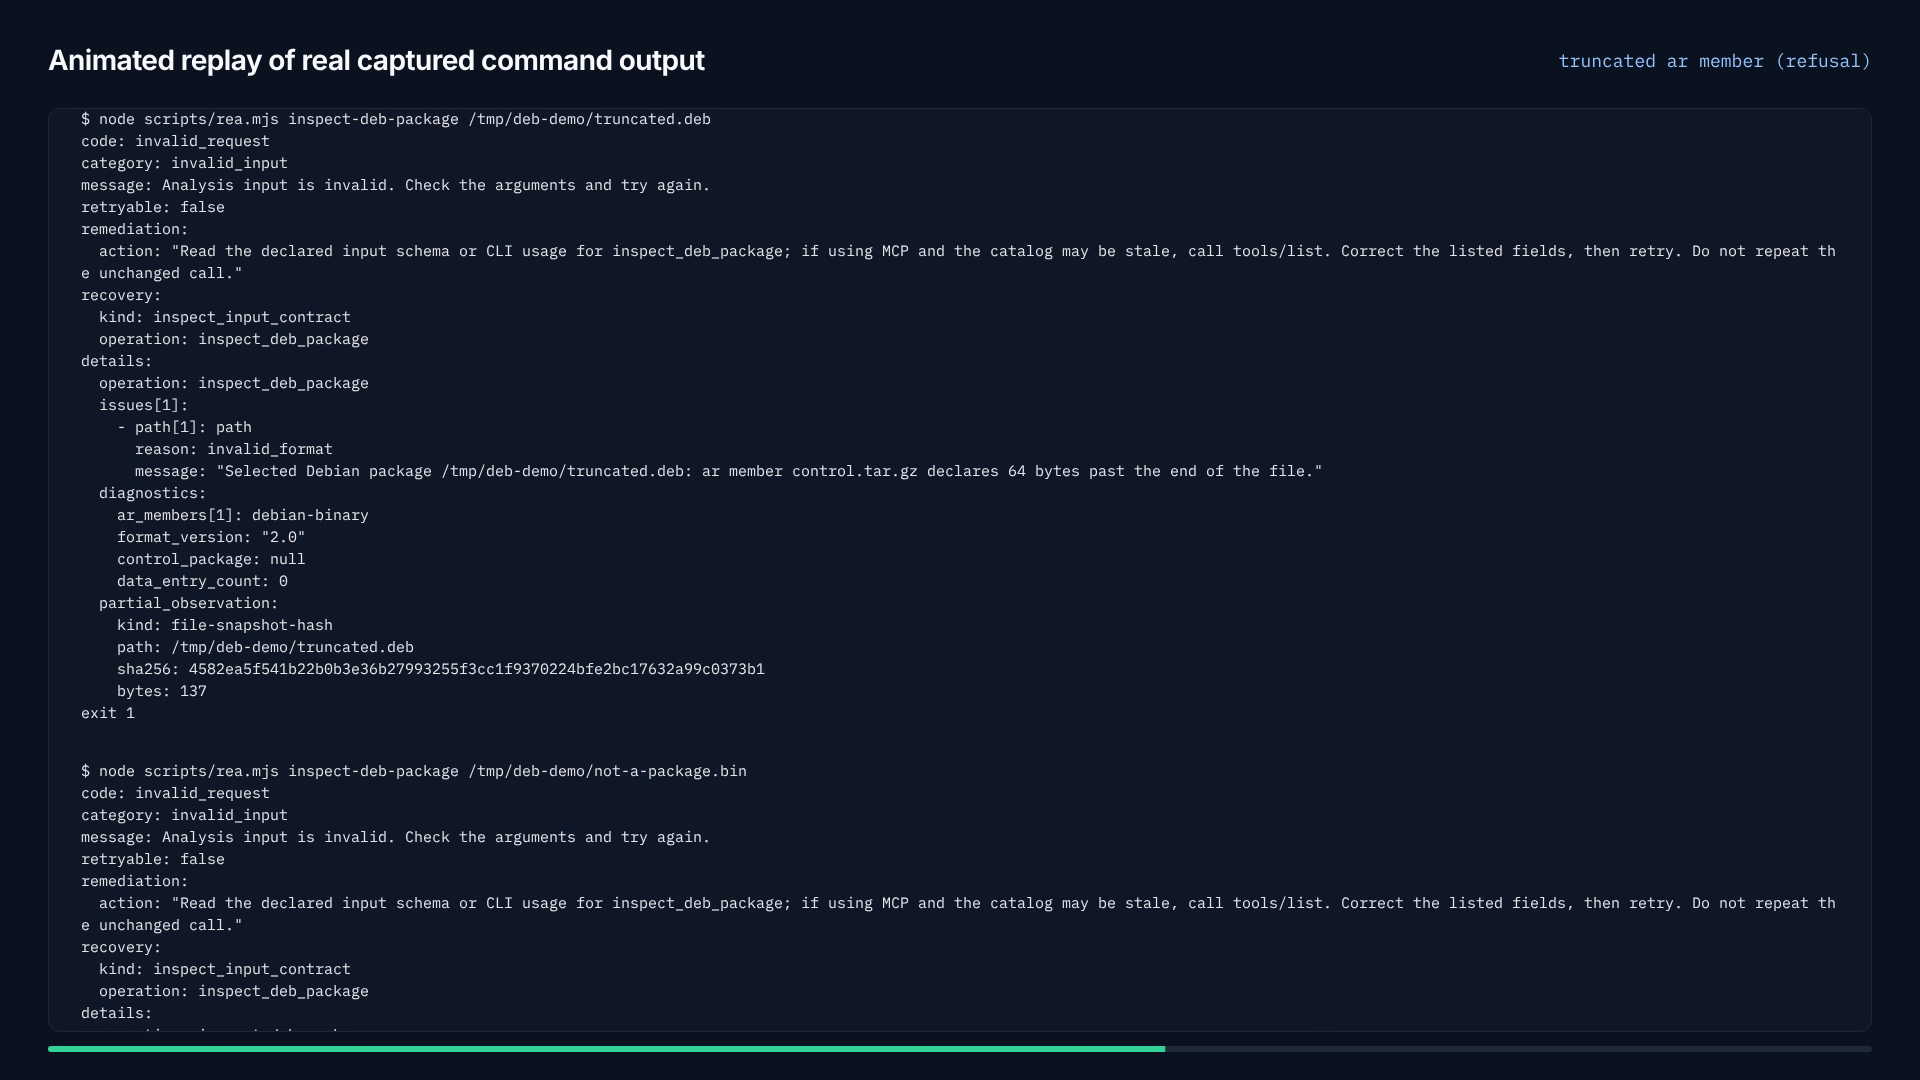 Animated replay of real captured command output
truncated ar member (refusal)
$ node scripts/rea.mjs inspect-deb-package /tmp/deb-demo/truncated.deb
code: invalid_request
category: invalid_input
message: Analysis input is invalid. Check the arguments and try again.
retryable: false
remediation:
  action: "Read the declared input schema or CLI usage for inspect_deb_package; if using MCP and the catalog may be stale, call tools/list. Correct the listed fields, then retry. Do not repeat th
e unchanged call."
recovery:
  kind: inspect_input_contract
  operation: inspect_deb_package
details:
  operation: inspect_deb_package
  issues[1]:
    - path[1]: path
      reason: invalid_format
      message: "Selected Debian package /tmp/deb-demo/truncated.deb: ar member control.tar.gz declares 64 bytes past the end of the file."
  diagnostics:
    ar_members[1]: debian-binary
    format_version: "2.0"
    control_package: null
    data_entry_count: 0
  partial_observation:
    kind: file-snapshot-hash
    path: /tmp/deb-demo/truncated.deb
    sha256: 4582ea5f541b22b0b3e36b27993255f3cc1f9370224bfe2bc17632a99c0373b1
    bytes: 137
exit 1
$ node scripts/rea.mjs inspect-deb-package /tmp/deb-demo/not-a-package.bin
code: invalid_request
category: invalid_input
message: Analysis input is invalid. Check the arguments and try again.
retryable: false
remediation:
  action: "Read the declared input schema or CLI usage for inspect_deb_package; if using MCP and the catalog may be stale, call tools/list. Correct the listed fields, then retry. Do not repeat th
e unchanged call."
recovery:
  kind: inspect_input_contract
  operation: inspect_deb_package
details: